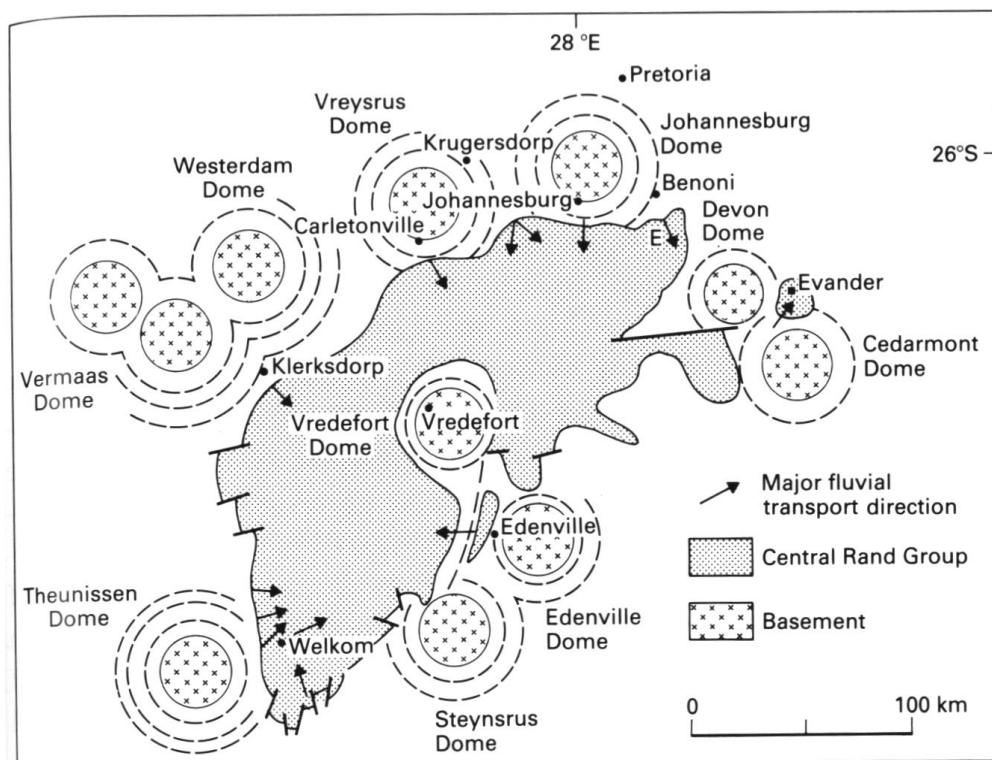 28 °E
Pretoria
Vreysrus
Dome
Krugersdorp
Johannesburg
Dome
26°S
Westerdam
Dome
Benoni
Johannesburg
Devon
Dome
Carletonville
Evander
E
Cedarmont
Dome
Vermaas
Dome
Klerksdorp
Vredefort
Dome
Vredefort
Major fluvial
transport direction
Edenville
Central Rand Group
Theunissen
Dome
Edenville
Dome
Basement
Welkom
Steynsrus
Dome
0
100 km